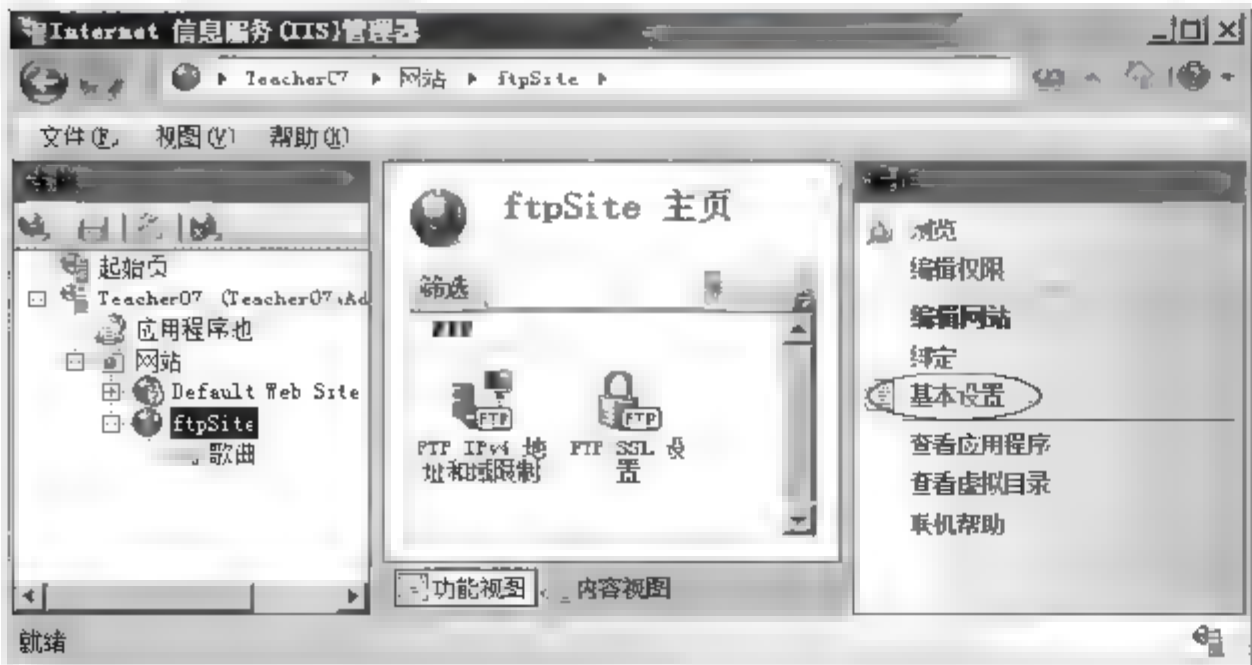 Internet 信息服务(IIS)管理器
Teacher07 ▸ 网站 ▸ ftpSite ▸
文件(F) 视图(V) 帮助(H)
起始页
Teacher07 (Teacher07\Ad
应用程序池
网站
Default Web Site
ftpSite
歌曲
ftpSite 主页
筛选
FTP IPv4 地
址和域限制
FTP SSL 设
置
功能视图 内容视图
浏览
编辑权限
编辑网站
绑定
基本设置
查看应用程序
查看虚拟目录
联机帮助
就绪